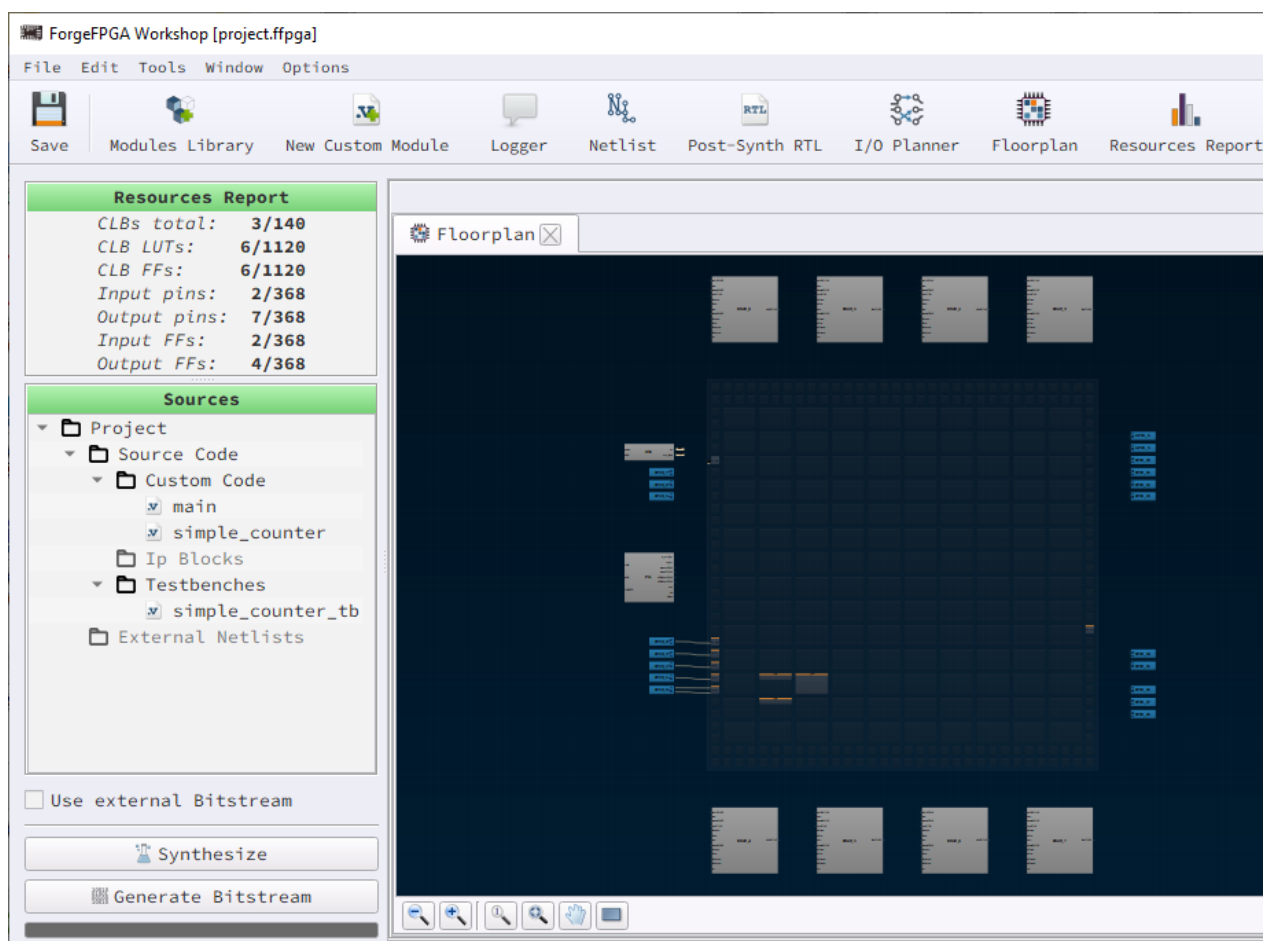 ForgeFPGA Workshop [project.ffpga]
File Edit Tools Window Options
Save Modules Library New Custom Module Logger Netlist Post-Synth RTL I/O Planner Floorplan Resources Report
Resources Report
CLBs total: 3/140
CLB LUTs: 6/1120
CLB FFs: 6/1120
Input pins: 2/368
Output pins: 7/368
Input FFs: 2/368
Output FFs: 4/368
Floorplan
Sources
Project
Source Code
Custom Code
main
simple_counter
Ip Blocks
Testbenches
simple_counter_tb
External Netlists
Use external Bitstream
Synthesize
Generate Bitstream